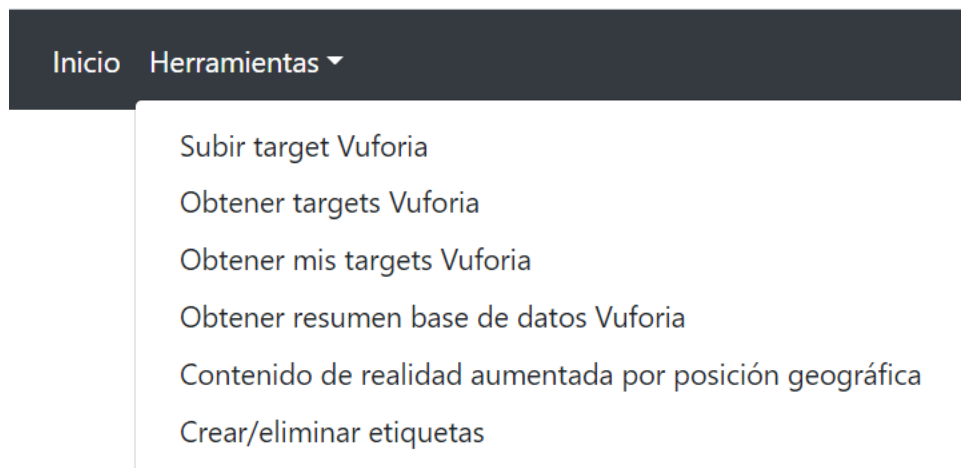 Inicio Herramientas
Subir target Vuforia
Obtener targets Vuforia
Obtener mis targets Vuforia
Obtener resumen base de datos Vuforia
Contenido de realidad aumentada por posición geográfica
Crear/eliminar etiquetas